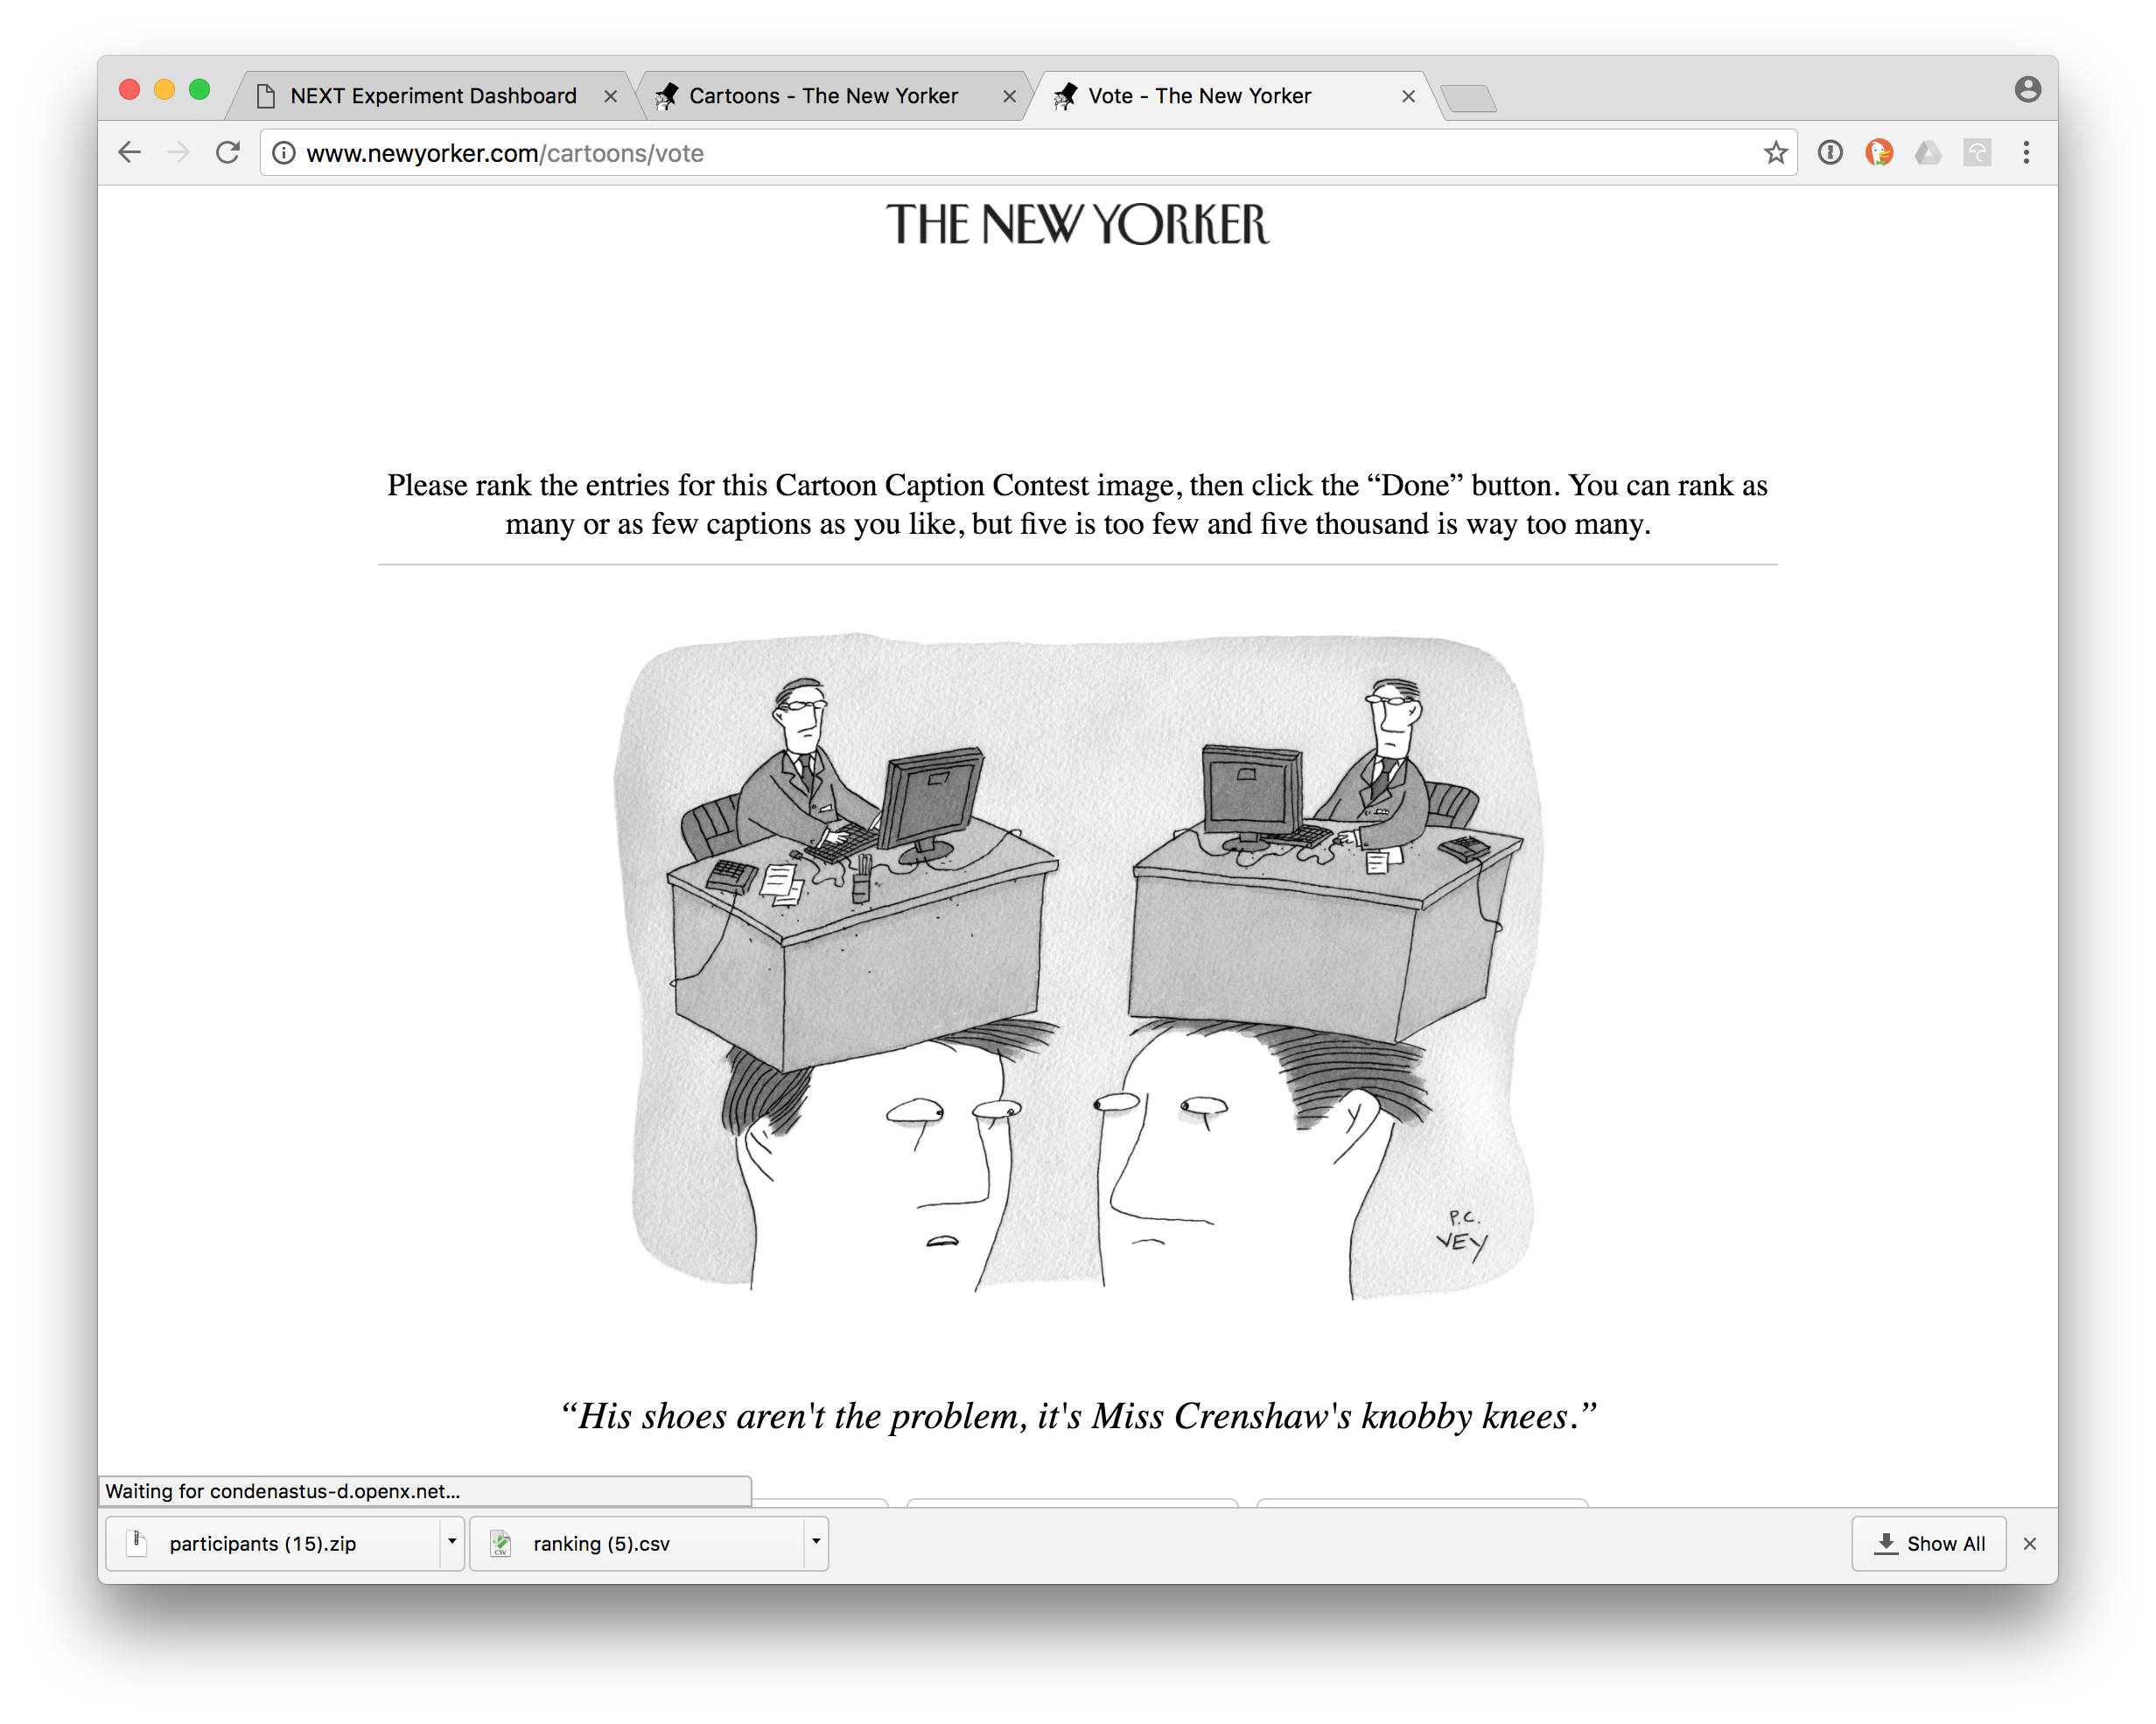 NEXT Experiment Dashboard
Cartoons - The New Yorker
Vote - The New Yorker
www.newyorker.com/cartoons/vote
THE NEW YORKER
Please rank the entries for this Cartoon Caption Contest image, then click the “Done” button. You can rank as
many or as few captions as you like, but five is too few and five thousand is way too many.
P.C.
VEY
“His shoes aren't the problem, it's Miss Crenshaw's knobby knees.”
Waiting for condenastus-d.openx.net...
participants (15).zip
CSV
ranking (5).csv
Show All